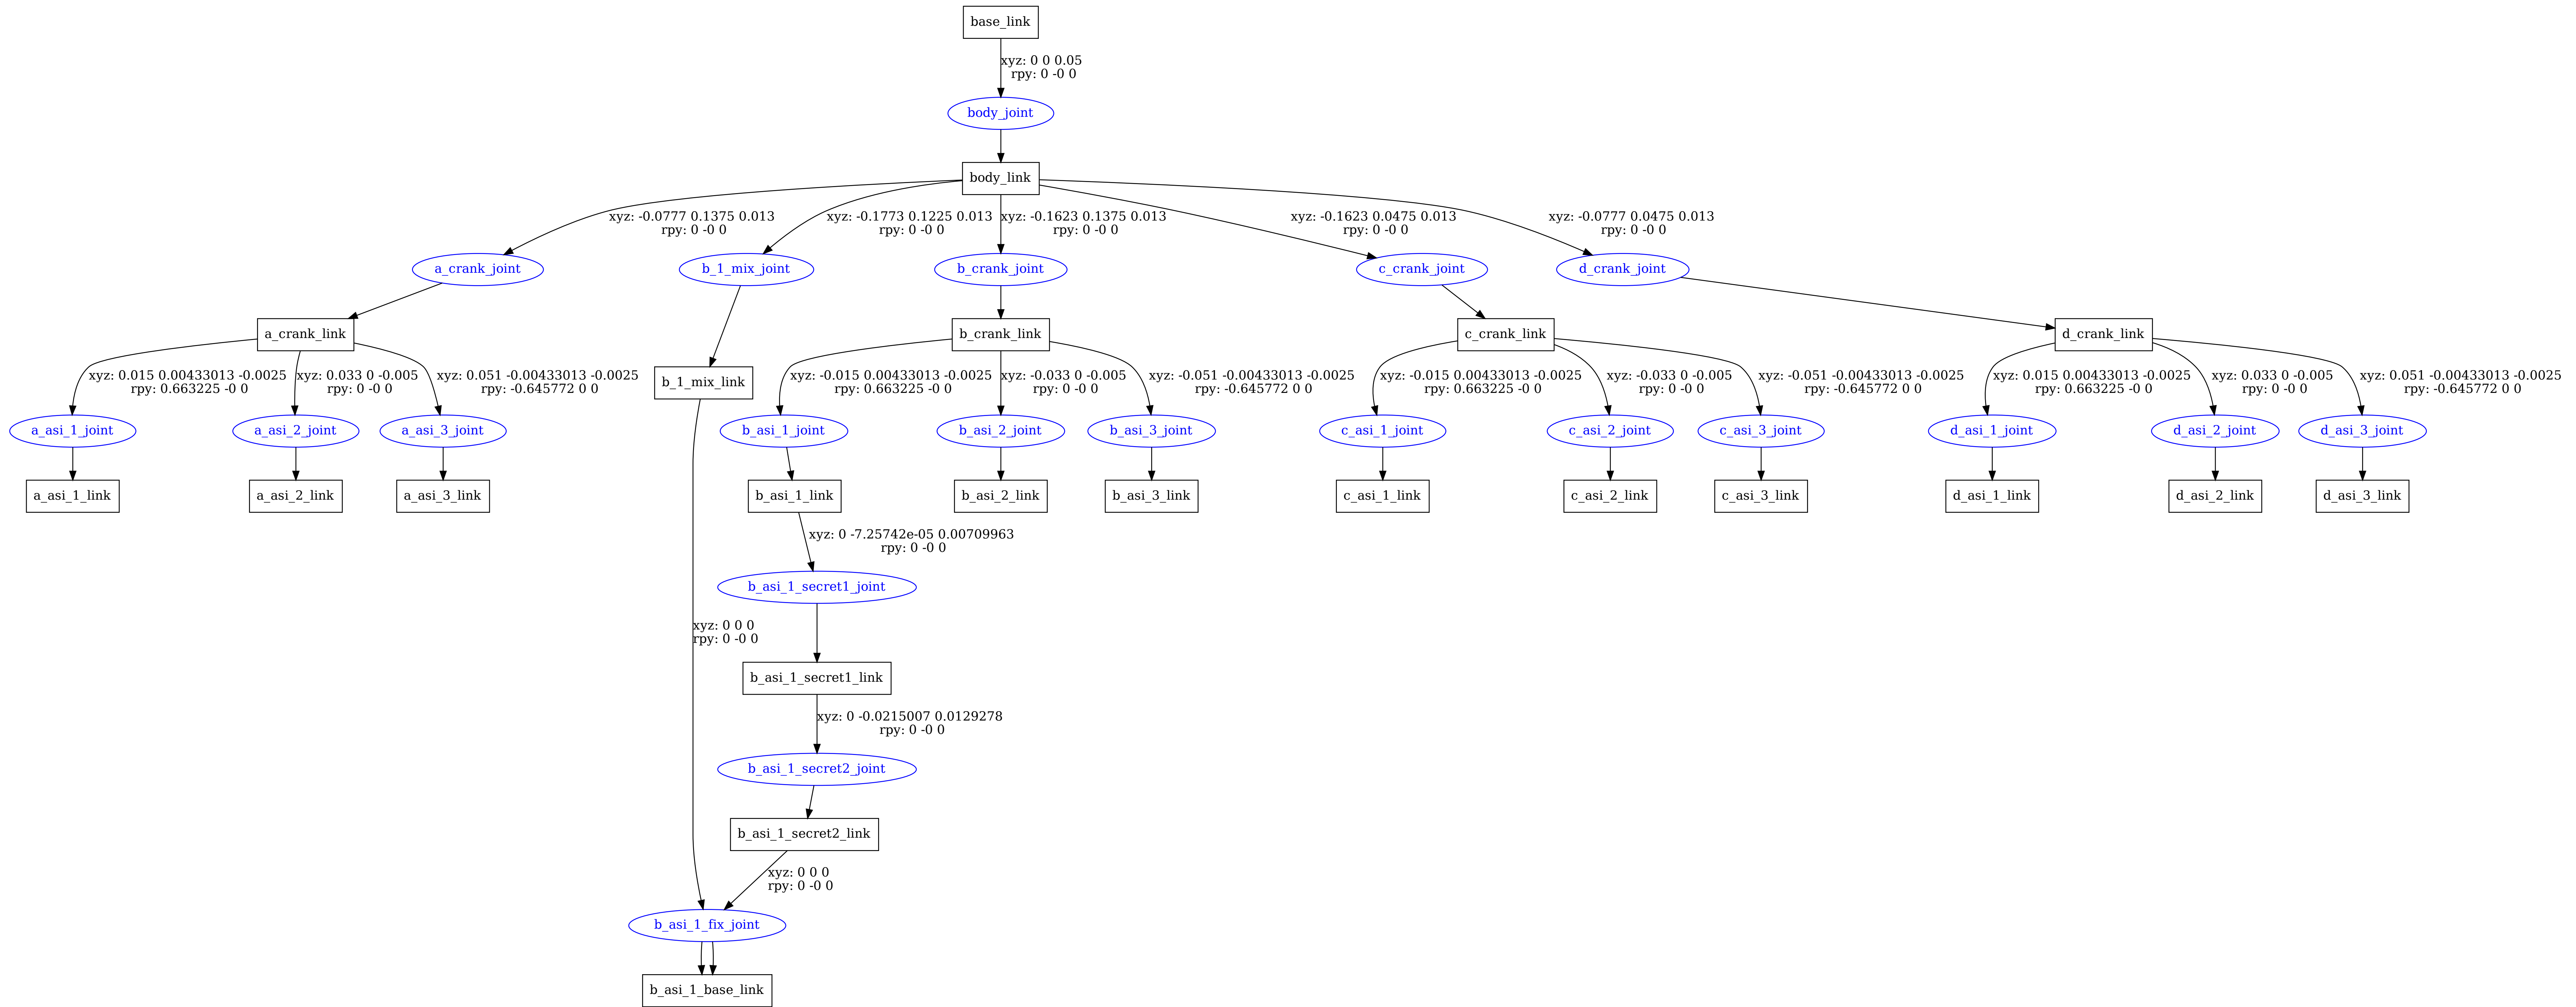 base_link
xyz: 0 0 0.05
rpy: 0 -0 0
body_joint
body_link
xyz: -0.0777 0.1375 0.013
rpy: 0 -0 0
xyz: -0.1773 0.1225 0.013
rpy: 0 -0 0
xyz: -0.1623 0.1375 0.013
rpy: 0 -0 0
xyz: -0.1623 0.0475 0.013
rpy: 0 -0 0
xyz: -0.0777 0.0475 0.013
rpy: 0 -0 0
a_crank_joint
b_1_mix_joint
b_crank_joint
c_crank_joint
d_crank_joint
a_crank_link
b_crank_link
c_crank_link
d_crank_link
b_1_mix_link
xyz: 0.015 0.00433013 -0.0025
rpy: 0.663225 -0 0
xyz: 0.033 0 -0.005
rpy: 0 -0 0
xyz: 0.051 -0.00433013 -0.0025
rpy: -0.645772 0 0
xyz: -0.015 0.00433013 -0.0025
rpy: 0.663225 -0 0
xyz: -0.033 0 -0.005
rpy: 0 -0 0
xyz: -0.051 -0.00433013 -0.0025
rpy: -0.645772 0 0
xyz: -0.015 0.00433013 -0.0025
rpy: 0.663225 -0 0
xyz: -0.033 0 -0.005
rpy: 0 -0 0
xyz: -0.051 -0.00433013 -0.0025
rpy: -0.645772 0 0
xyz: 0.015 0.00433013 -0.0025
rpy: 0.663225 -0 0
xyz: 0.033 0 -0.005
rpy: 0 -0 0
xyz: 0.051 -0.00433013 -0.0025
rpy: -0.645772 0 0
a_asi_1_joint
a_asi_2_joint
a_asi_3_joint
b_asi_1_joint
b_asi_2_joint
b_asi_3_joint
c_asi_1_joint
c_asi_2_joint
c_asi_3_joint
d_asi_1_joint
d_asi_2_joint
d_asi_3_joint
a_asi_1_link
a_asi_2_link
a_asi_3_link
b_asi_1_link
b_asi_2_link
b_asi_3_link
c_asi_1_link
c_asi_2_link
c_asi_3_link
d_asi_1_link
d_asi_2_link
d_asi_3_link
xyz: 0 -7.25742e-05 0.00709963
rpy: 0 -0 0
b_asi_1_secret1_joint
xyz: 0 0 0
rpy: 0 -0 0
b_asi_1_secret1_link
xyz: 0 -0.0215007 0.0129278
rpy: 0 -0 0
b_asi_1_secret2_joint
b_asi_1_secret2_link
xyz: 0 0 0
rpy: 0 -0 0
b_asi_1_fix_joint
b_asi_1_base_link